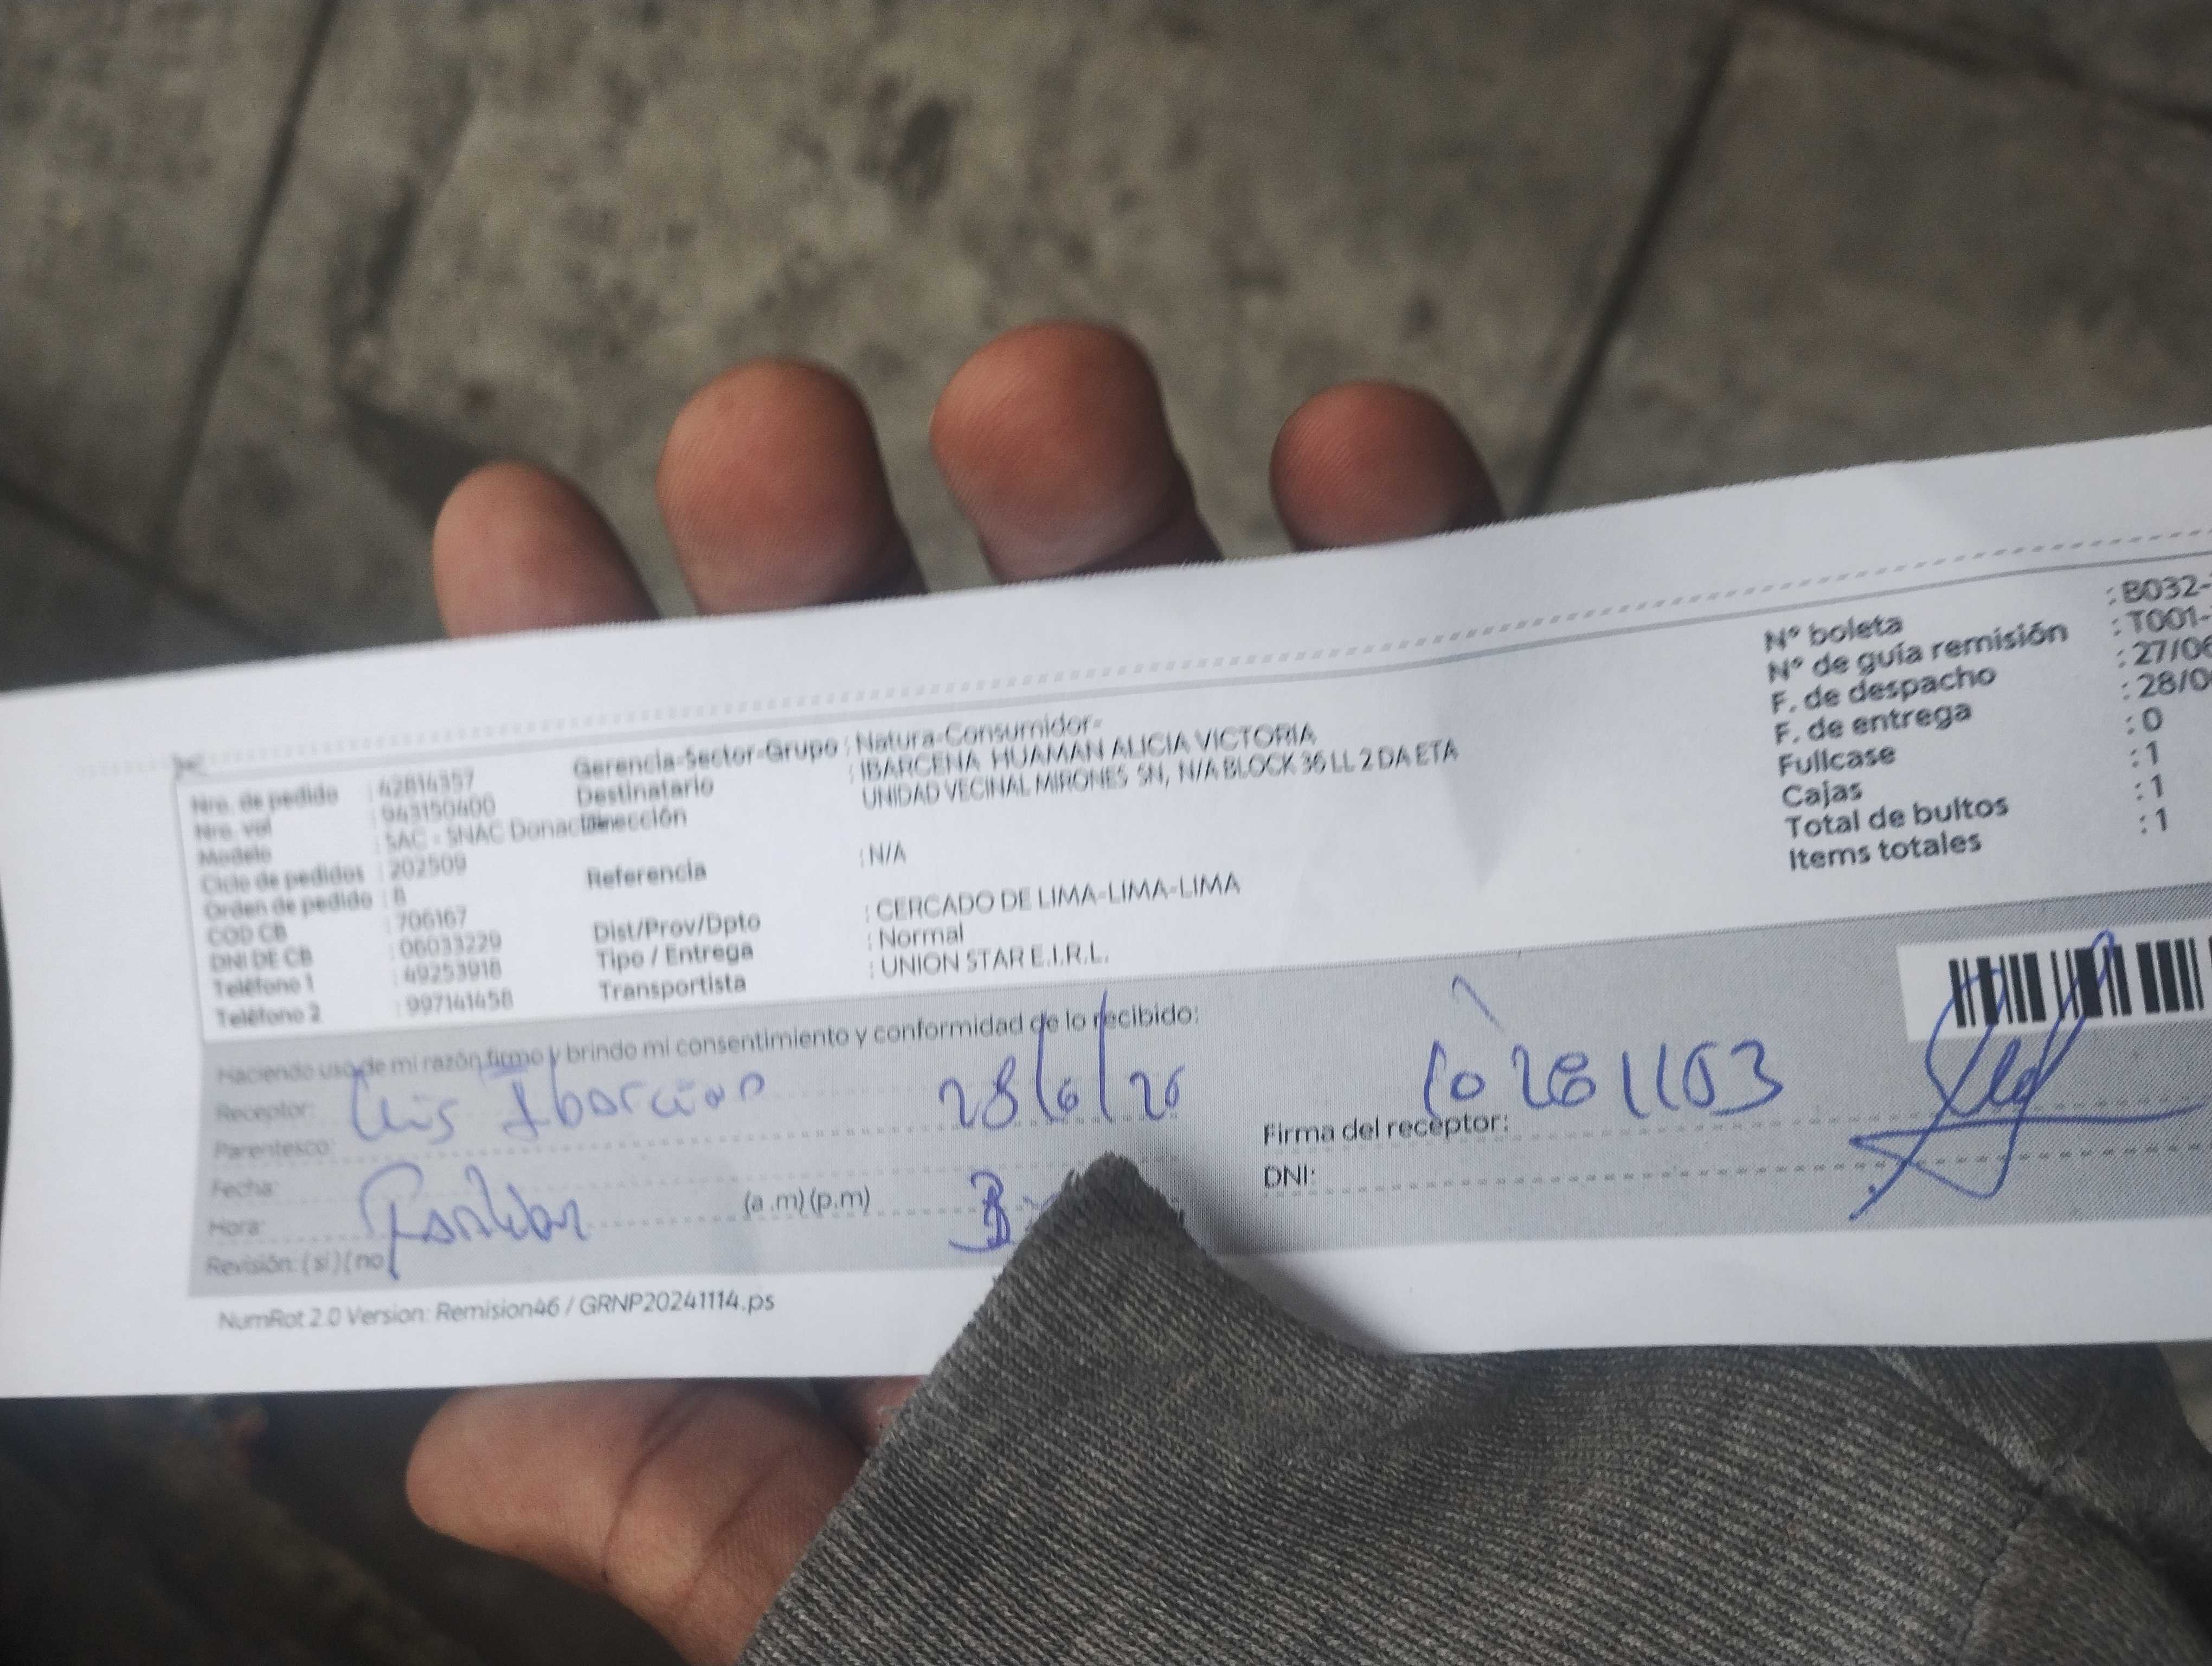 Nro. de pedido : 42814357
Nro. vol : 943190400
Modelo : SAC - SNAC Donac
Ciclo de pedidos : 202509
Orden de pedido : 8
COD CB : 706167
DNI DE CB : 06033229
Teléfono 1 : 49253918
Teléfono 2 : 997141458
Gerencia-Sector-Grupo : Natura-Consumidor-
Destinatario : IBARCENA HUAMAN ALICIA VICTORIA
Dirección UNIDAD VECINAL MIRONES SN, N/A BLOCK 36 LL 2 DA ETA
Referencia : N/A
Dist/Prov/Dpto : CERCADO DE LIMA-LIMA-LIMA
Tipo / Entrega : Normal
Transportista : UNION STAR E.I.R.L.
N° boleta : B032-
N° de guía remisión : T001-
F. de despacho : 27/06
F. de entrega : 28/0
Fullcase : 0
Cajas : 1
Total de bultos : 1
Items totales : 1
Haciendo uso de mi razón firmo y brindo mi consentimiento y conformidad de lo recibido:
Receptor: Luis
Parentesco: 28/6/
Fecha:
Hora: (a .m) (p.m)
Revisión: ( si ) ( no
Firma del receptor:
DNI:
NumRot 2.0 Version: Remision46 / GRNP20241114.ps